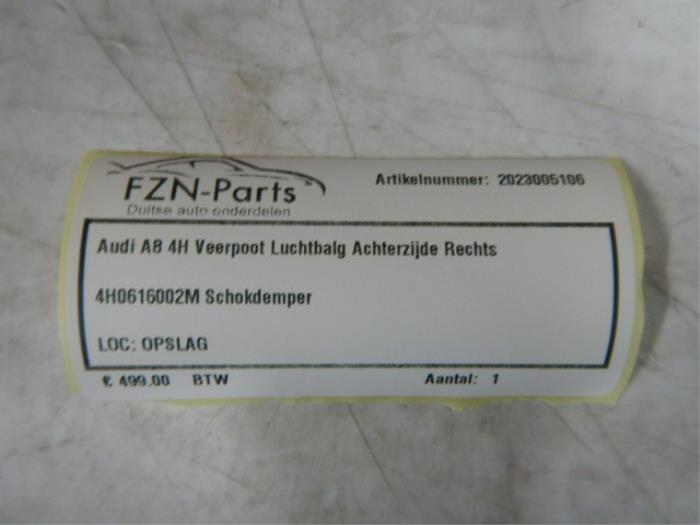 FZN-Parts
Duitse auto onderdelen
Artikelnummer: 2023005106
Audi A8 4H Veerpoot Luchtbalg Achterzijde Rechts
4H0616002M Schokdemper
LOC: OPSLAG
€ 499.00 BTW Aantal: 1